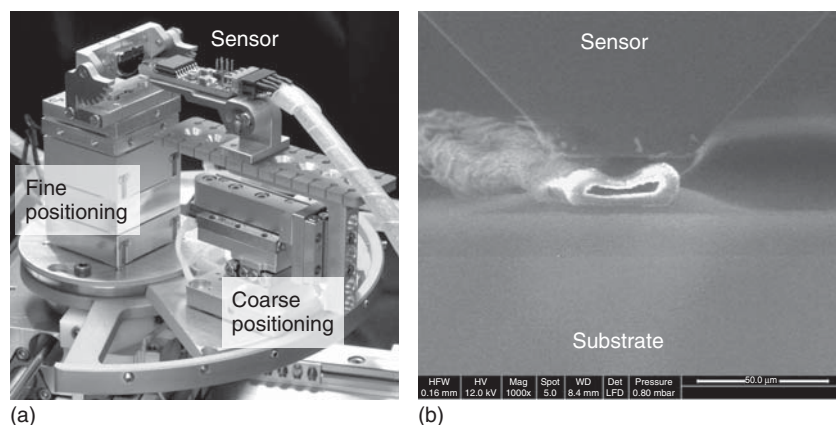 Sensor
Fine
positioning
Coarse
positioning
(a)
Sensor
Substrate
HFW HV Mag Spot WD Det Pressure 50.0 µm
0.16 mm 12.0 kV 1000x 5.0 8.4 mm LFD 0.80 mbar
(b)